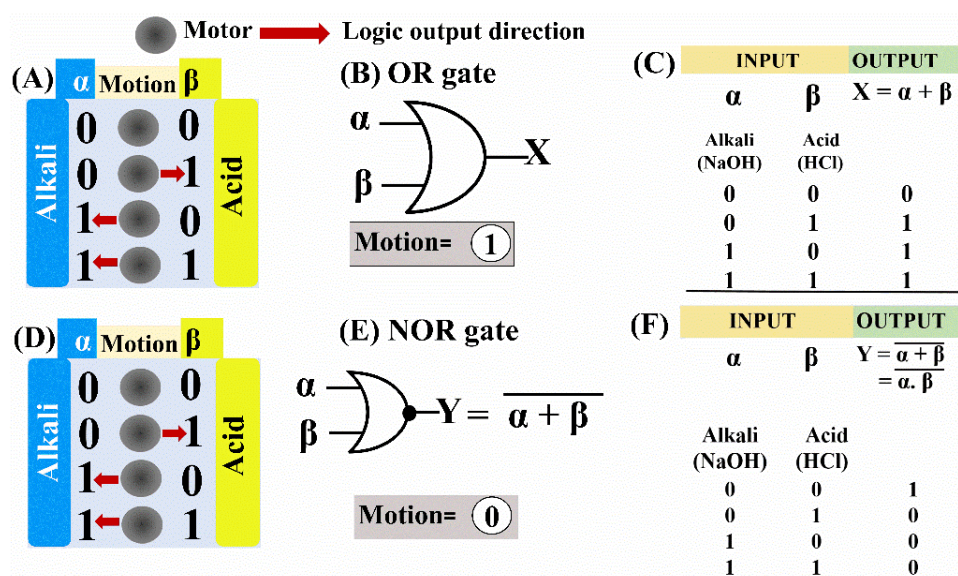 Motor Logic output direction
(A) α Motion β
Alkali
Acid
0 0
0 1
1 0
1 1
(B) OR gate
α
β
X
Motion= 1
(C) INPUT OUTPUT
α β X = α + β
Alkali (NaOH) Acid (HCl)
0 0 0
0 1 1
1 0 1
1 1 1
(D) α Motion β
Alkali
Acid
0 0
0 1
1 0
1 1
(E) NOR gate
α
β
Y = \overline{α + β}
Motion= 0
(F) INPUT OUTPUT
α β Y = \overline{α + β}
= \overline{α. β}
Alkali (NaOH) Acid (HCl)
0 0 1
0 1 0
1 0 0
1 1 0